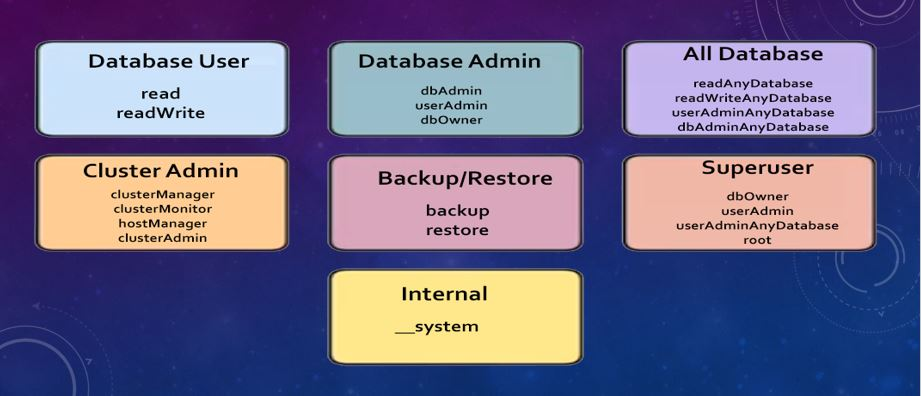 Database User
read
readWrite
Database Admin
dbAdmin
userAdmin
dbOwner
All Database
readAnyDatabase
readWriteAnyDatabase
userAdminAnyDatabase
dbAdminAnyDatabase
Cluster Admin
clusterManager
clusterMonitor
hostManager
clusterAdmin
Backup/Restore
backup
restore
Superuser
dbOwner
userAdmin
userAdminAnyDatabase
root
Internal
__system